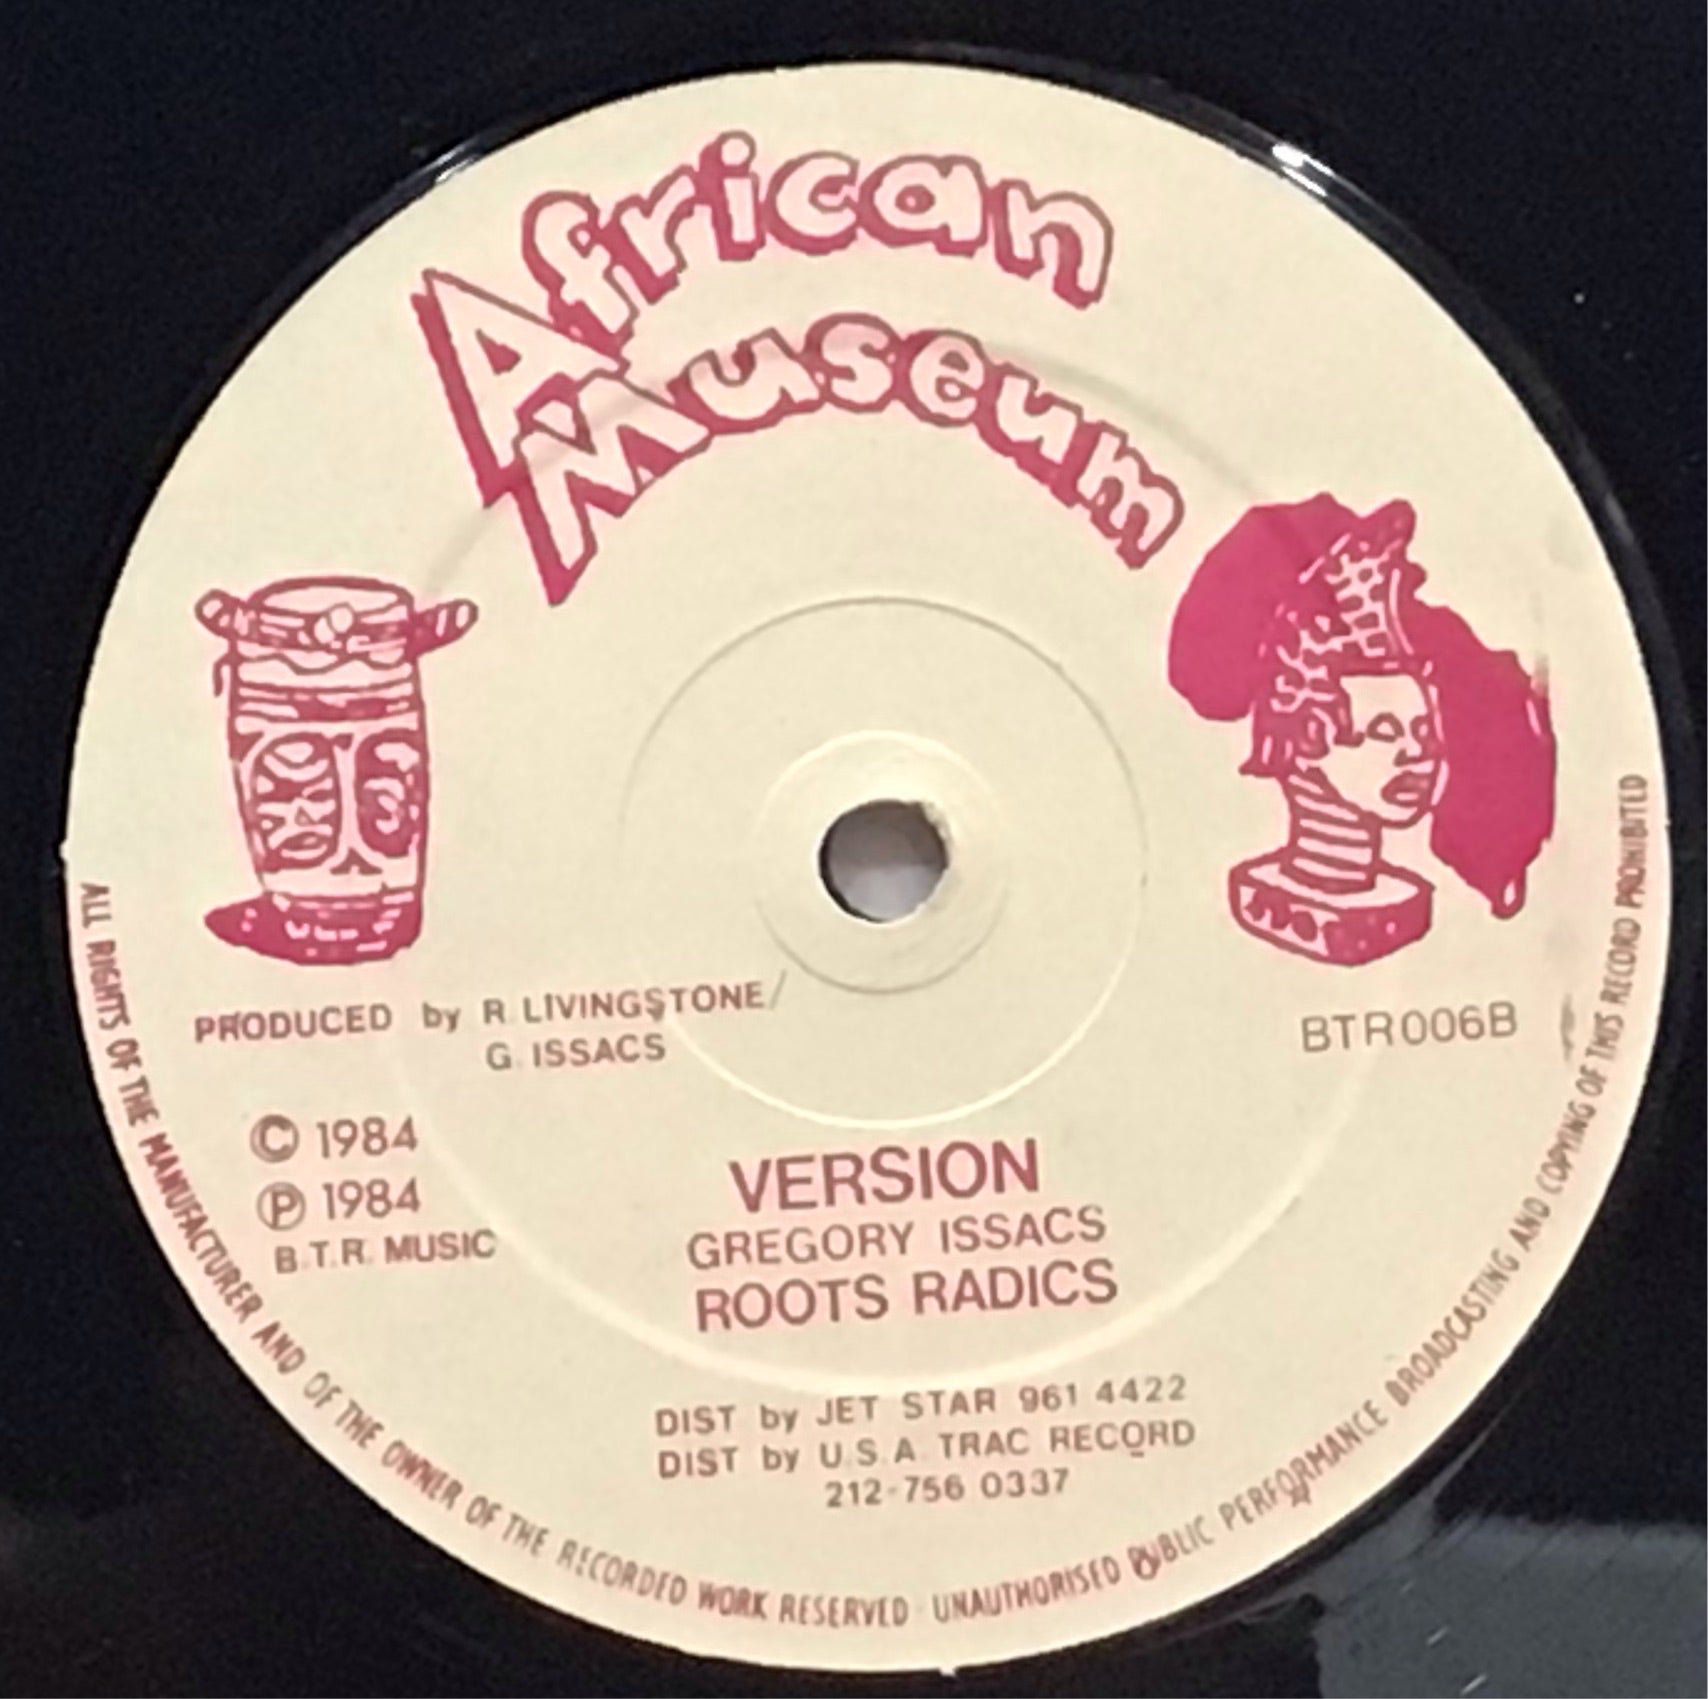 African
Museum
PRODUCED by R. LIVINGSTONE/
G. ISSACS
BTR006B
© 1984
℗ 1984
B.T.R. MUSIC
VERSION
GREGORY ISSACS
ROOTS RADICS
DIST by JET STAR 961 4422
DIST by U.S.A. TRAC RECORD
212-756 0337
ALL RIGHTS OF THE MANUFACTURER AND OF THE OWNER OF THE RECORDED WORK RESERVED · UNAUTHORISED PUBLIC PERFORMANCE BROADCASTING AND COPYING OF THIS RECORD PROHIBITED